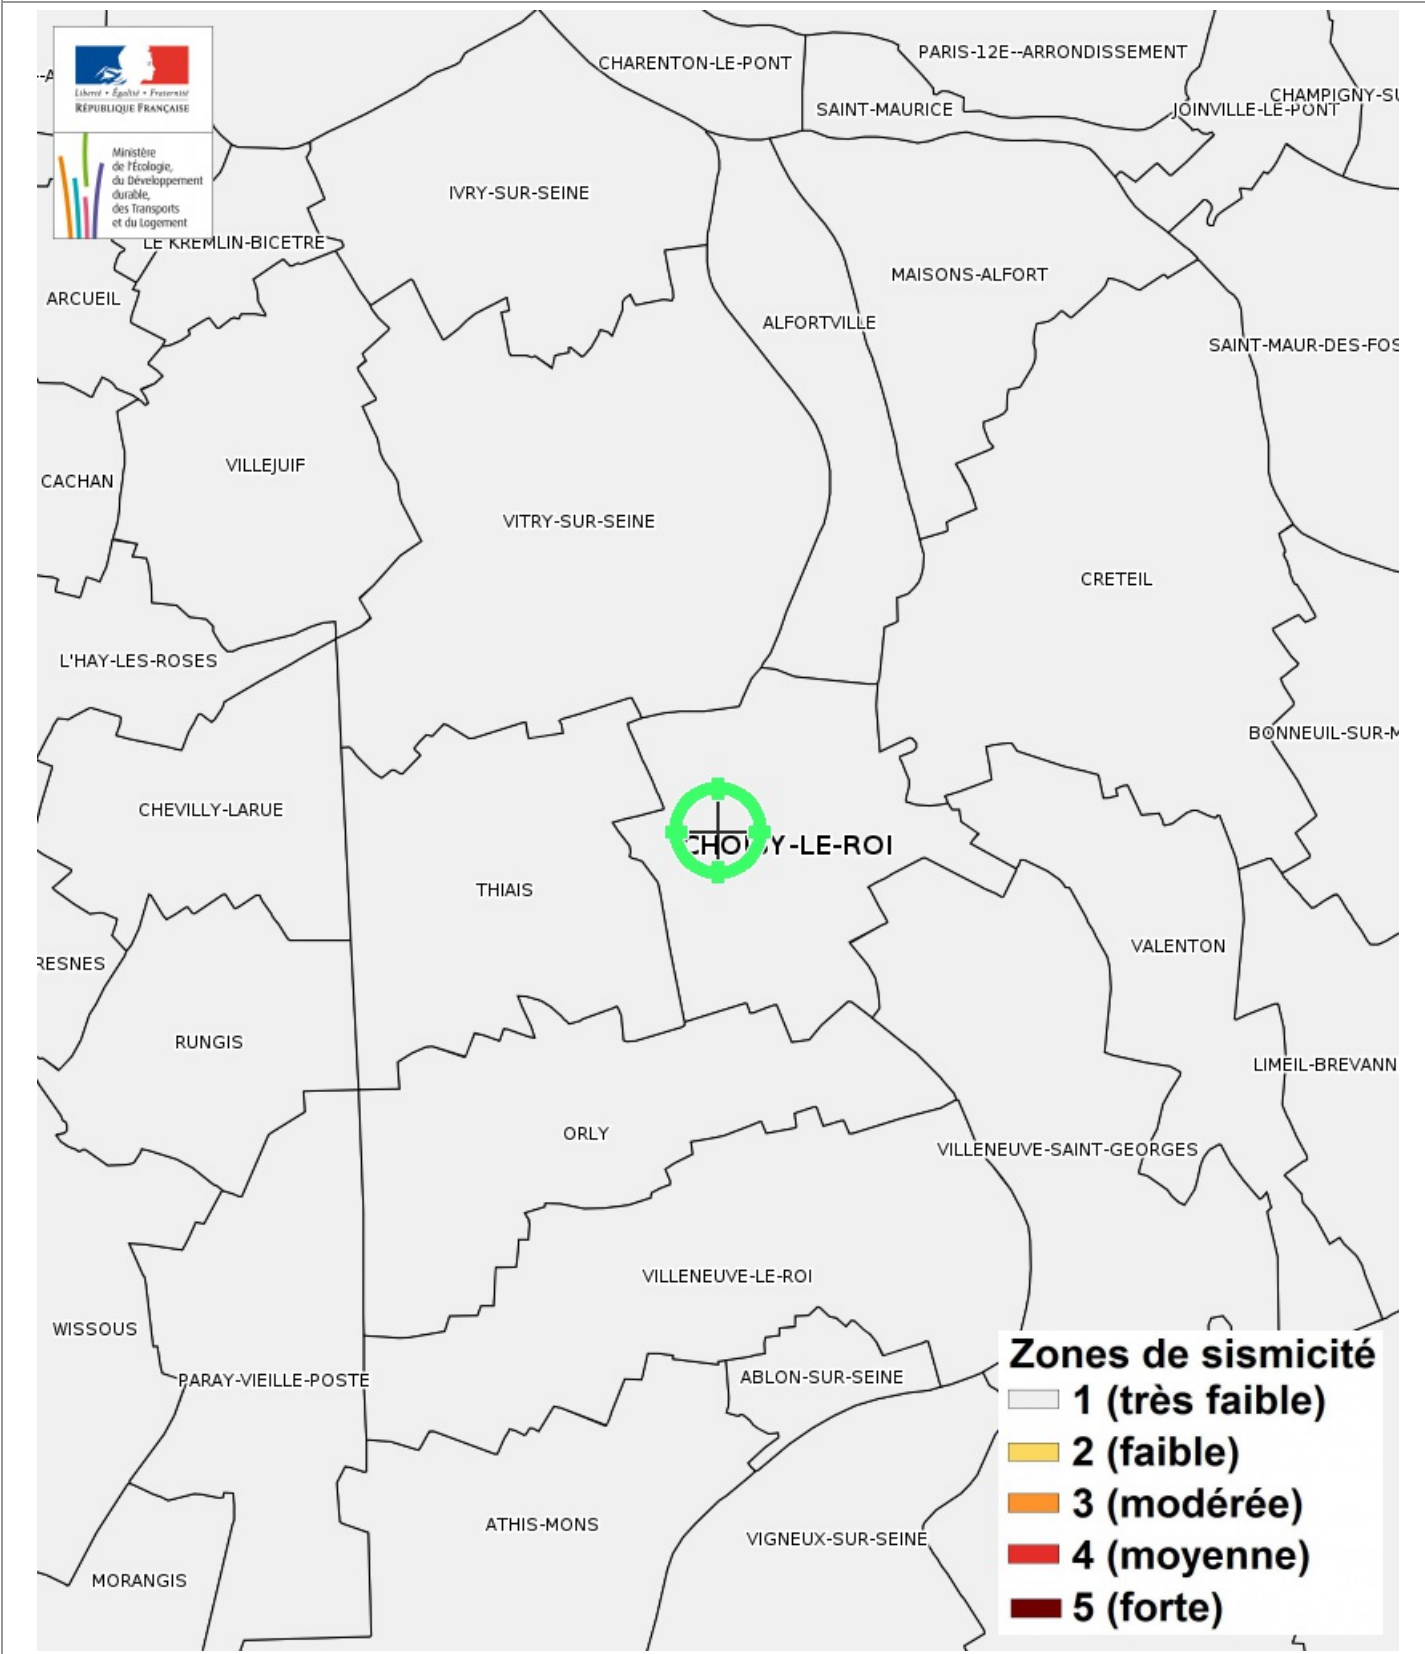 Liberté • Égalité • Fraternité
RÉPUBLIQUE FRANÇAISE
Ministère
de l'Écologie,
du Développement
durable,
des Transports
et du Logement
--A
CHARENTON-LE-PONT
PARIS-12E--ARRONDISSEMENT
SAINT-MAURICE
JOINVILLE-LE-PONT
CHAMPIGNY-SU
IVRY-SUR-SEINE
LE KREMLIN-BICETRE
MAISONS-ALFORT
ARCUEIL
ALFORTVILLE
SAINT-MAUR-DES-FOS
VILLEJUIF
CACHAN
VITRY-SUR-SEINE
CRETEIL
L'HAY-LES-ROSES
BONNEUIL-SUR-M
CHEVILLY-LARUE
CHOISY-LE-ROI
THIAIS
VALENTON
RESNES
RUNGIS
LIMEIL-BREVANN
ORLY
VILLENEUVE-SAINT-GEORGES
VILLENEUVE-LE-ROI
WISSOUS
PARAY-VIEILLE-POSTE
ABLON-SUR-SEINE
ATHIS-MONS
VIGNEUX-SUR-SEINE
MORANGIS
Zones de sismicité
1 (très faible)
2 (faible)
3 (modérée)
4 (moyenne)
5 (forte)